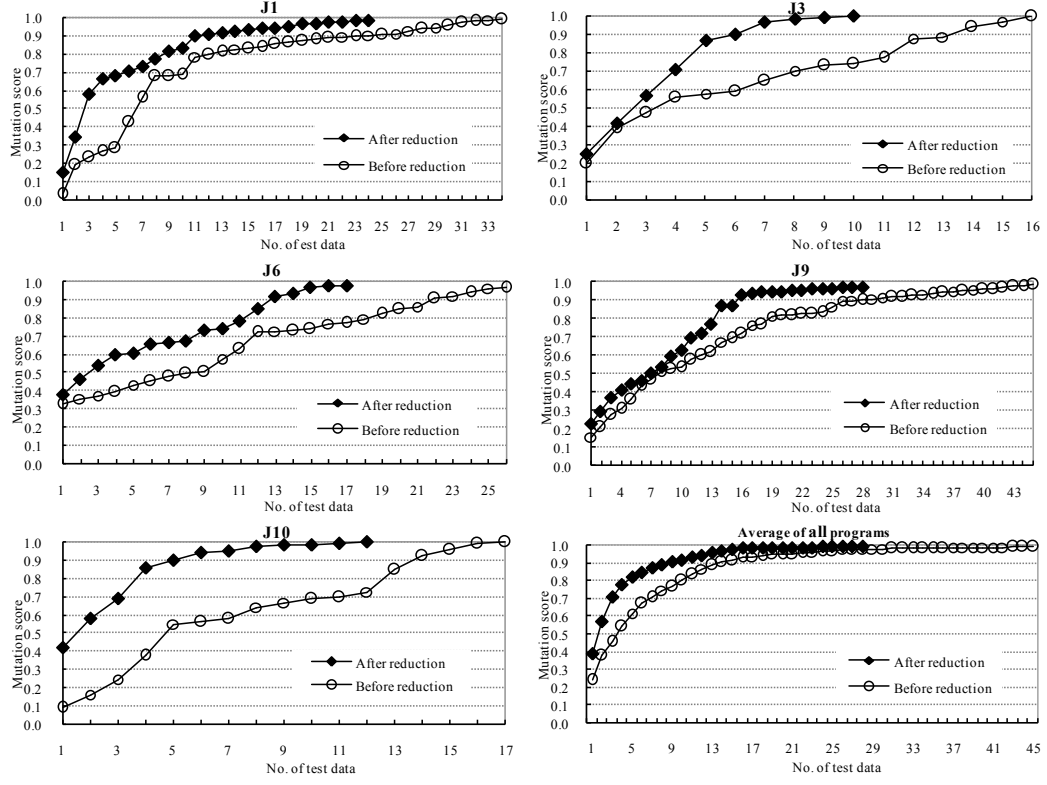 J1
1.0
0.9
0.8
0.7
0.6
0.5
0.4
0.3
0.2
0.1
0.0
Mutation score
After reduction
Before reduction
1 3 5 7 9 11 13 15 17 19 21 23 25 27 29 31 33
No. of est data
J3
1.0
0.9
0.8
0.7
0.6
0.5
0.4
0.3
0.2
0.1
0.0
Mutation score
After reduction
Before reduction
1 2 3 4 5 6 7 8 9 10 11 12 13 14 15 16
No. of test data
J6
1.0
0.9
0.8
0.7
0.6
0.5
0.4
0.3
0.2
0.1
0.0
Mutation score
After reduction
Before reduction
1 3 5 7 9 11 13 15 17 19 21 23 25
No. of test data
J9
1.0
0.9
0.8
0.7
0.6
0.5
0.4
0.3
0.2
0.1
0.0
Mutation score
After reduction
Before reduction
1 4 7 10 13 16 19 22 25 28 31 34 37 40 43
No. of test data
J10
1.0
0.9
0.8
0.7
0.6
0.5
0.4
0.3
0.2
0.1
0.0
Mutation score
After reduction
Before reduction
1 3 5 7 9 11 13 15 17
No. of test data
Average of all programs
1.0
0.9
0.8
0.7
0.6
0.5
0.4
0.3
0.2
0.1
0.0
Mutation score
After reduction
Before reduction
1 5 9 13 17 21 25 29 33 37 41 45
No. of test data